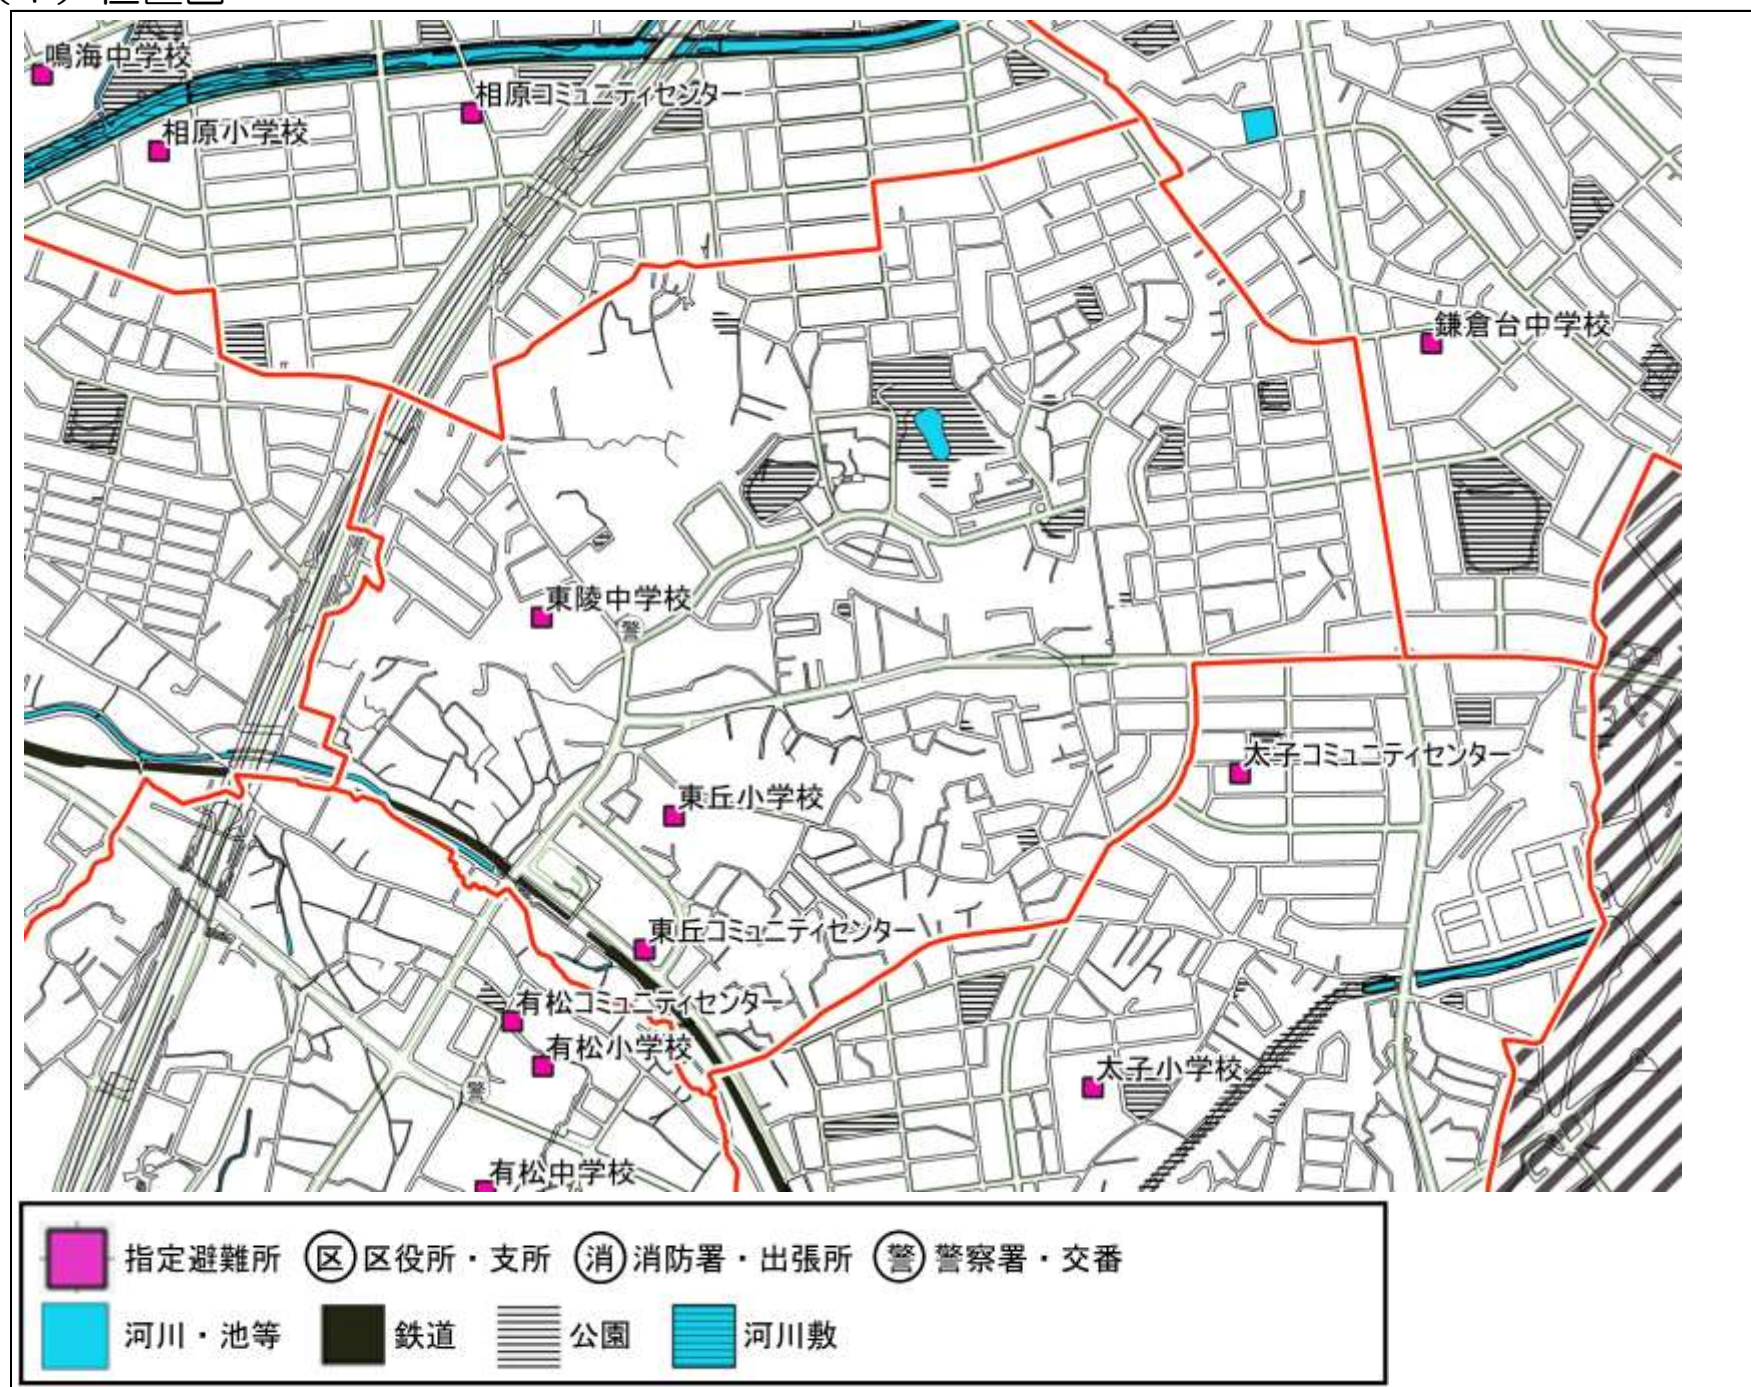 鳴海中学校
相原コミュニティセンター
相原小学校
鎌倉台中学校
東陵中学校
警
太子コミュニティセンター
東丘小学校
東丘コミュニティセンター
有松コミュニティセンター
有松小学校
太子小学校
警
有松中学校
指定避難所 区 区役所・支所 消 消防署・出張所 警 警察署・交番
河川・池等 鉄道 公園 河川敷